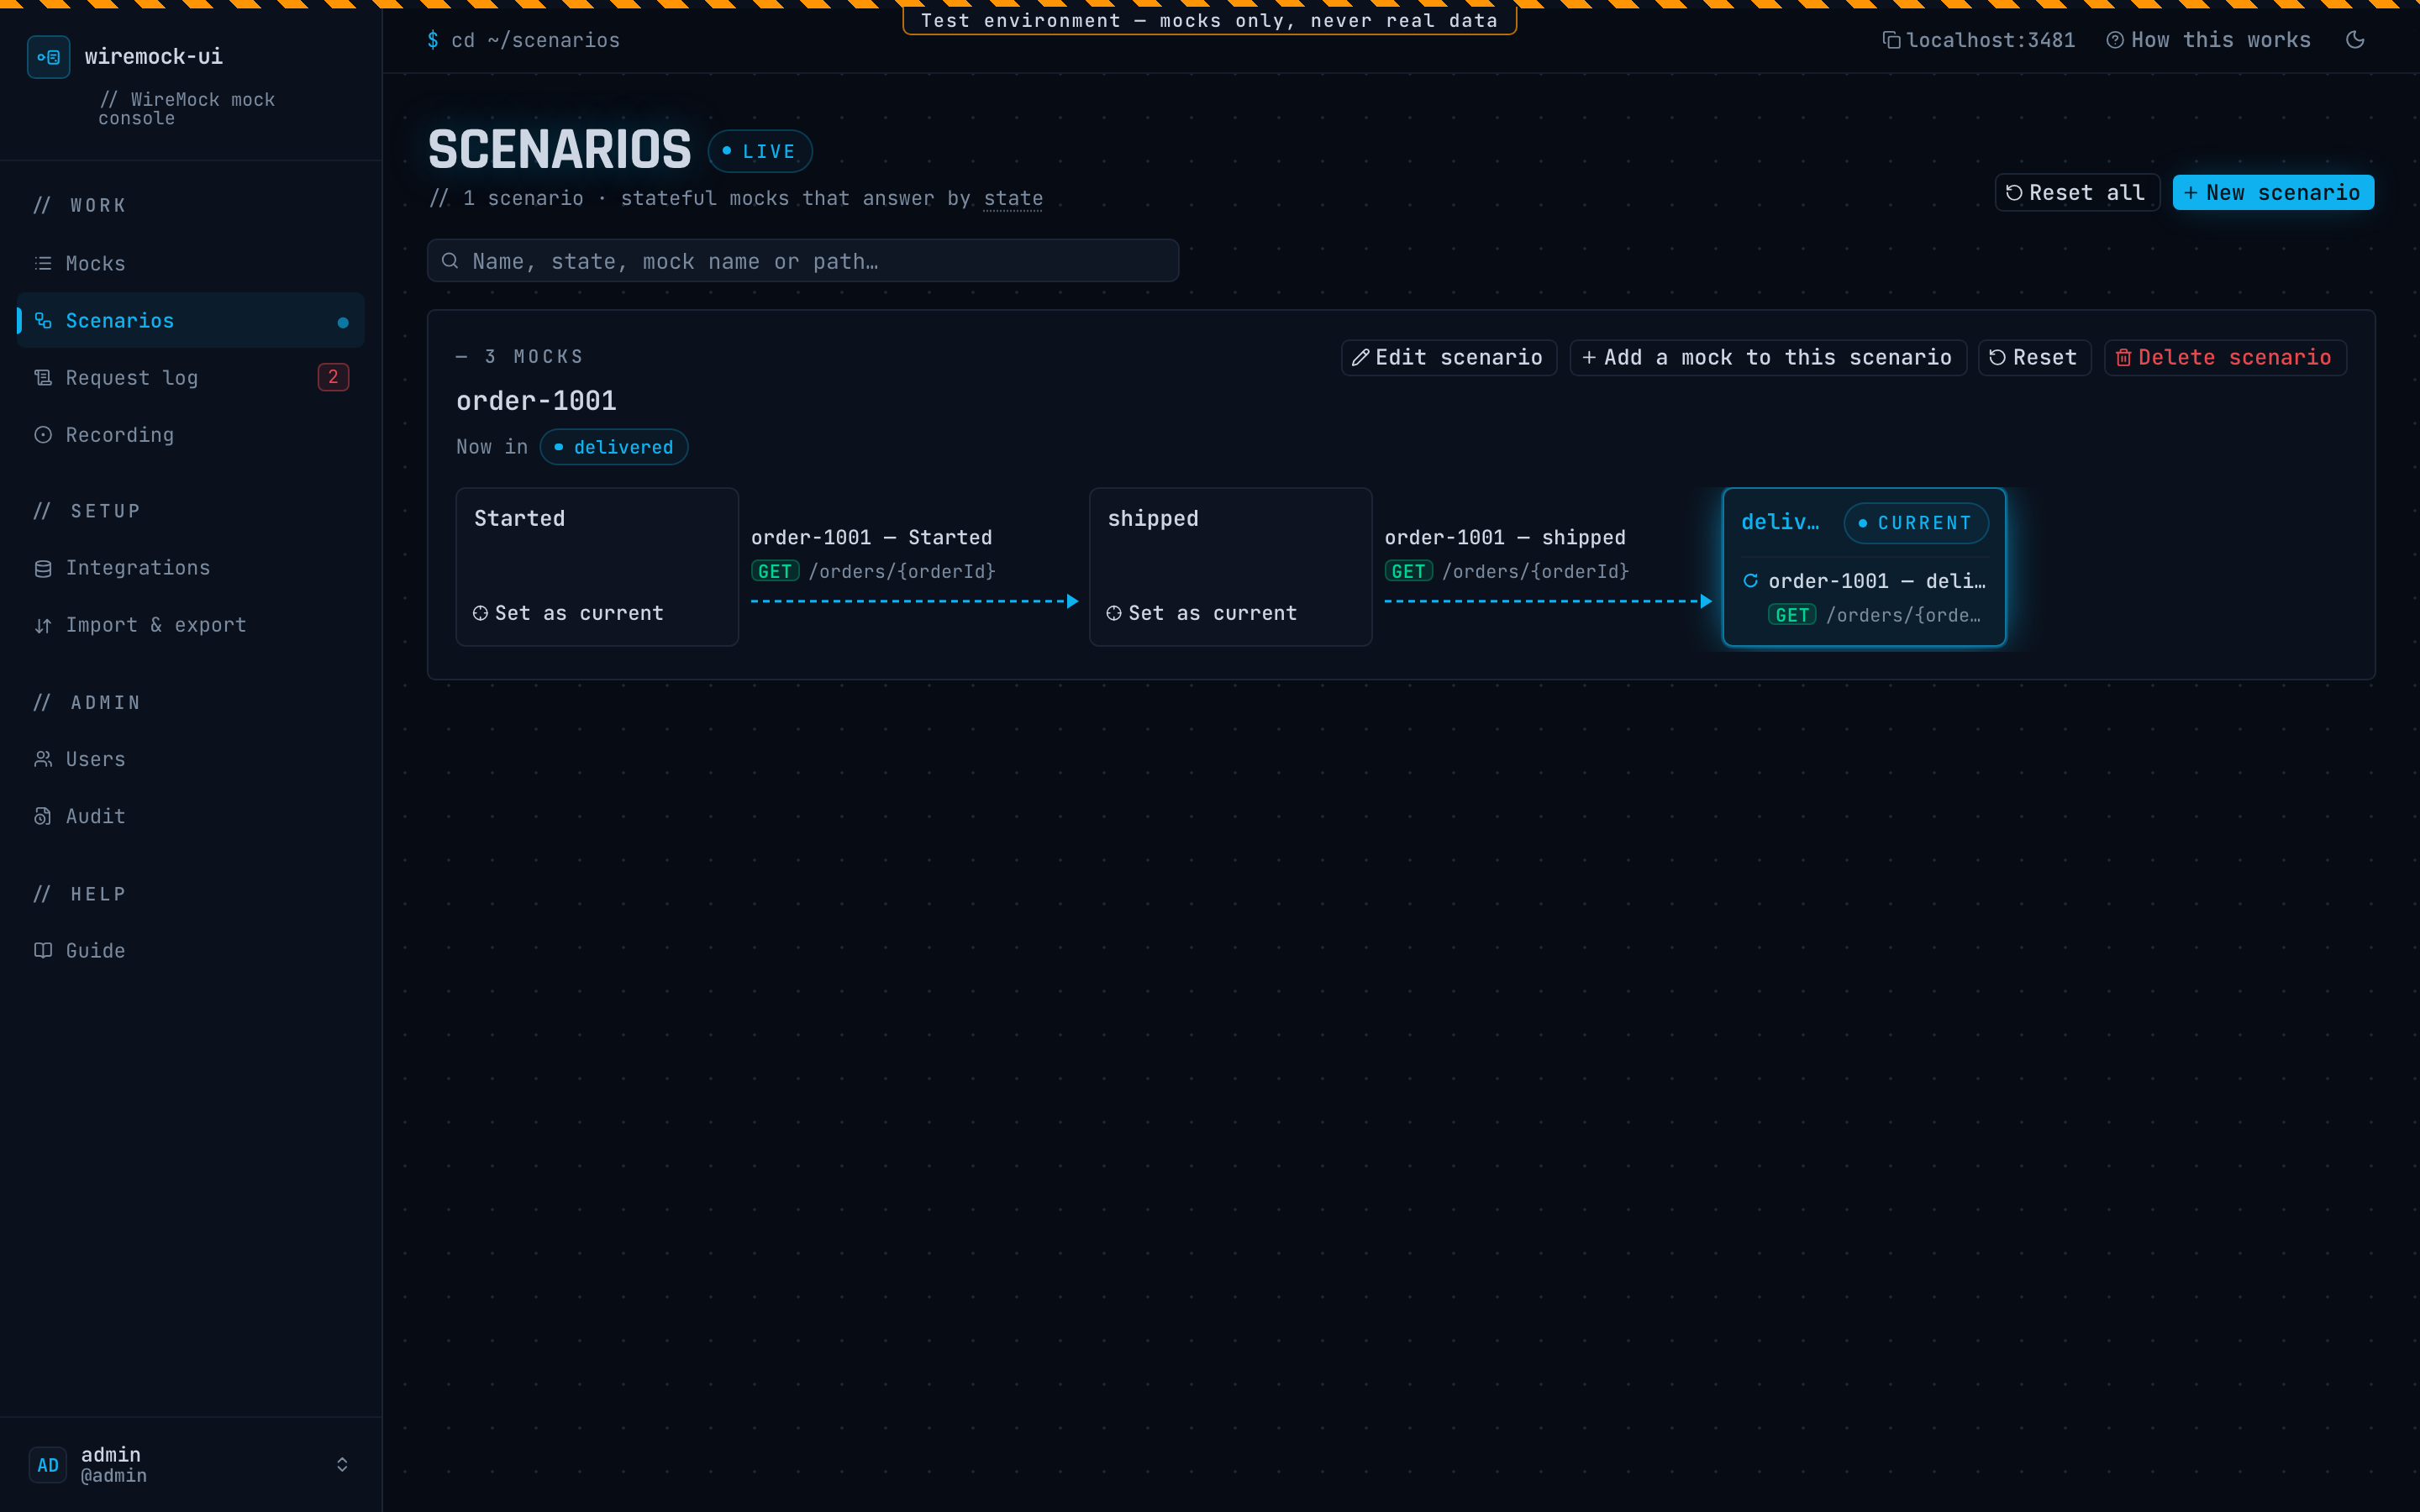 Test environment — mocks only, never real data
wiremock-ui
// WireMock mock
console
// WORK
Mocks
Scenarios
Request log 2
Recording
// SETUP
Integrations
Import & export
// ADMIN
Users
Audit
// HELP
Guide
AD admin
@admin
$ cd ~/scenarios
localhost:3481 How this works
SCENARIOS LIVE
// 1 scenario · stateful mocks that answer by state
Reset all + New scenario
Name, state, mock name or path…
— 3 MOCKS
Edit scenario + Add a mock to this scenario Reset Delete scenario
order-1001
Now in delivered
Started
Set as current
order-1001 — Started
GET /orders/{orderId}
shipped
Set as current
order-1001 — shipped
GET /orders/{orderId}
deliv… CURRENT
order-1001 — deli…
GET /orders/{orde…